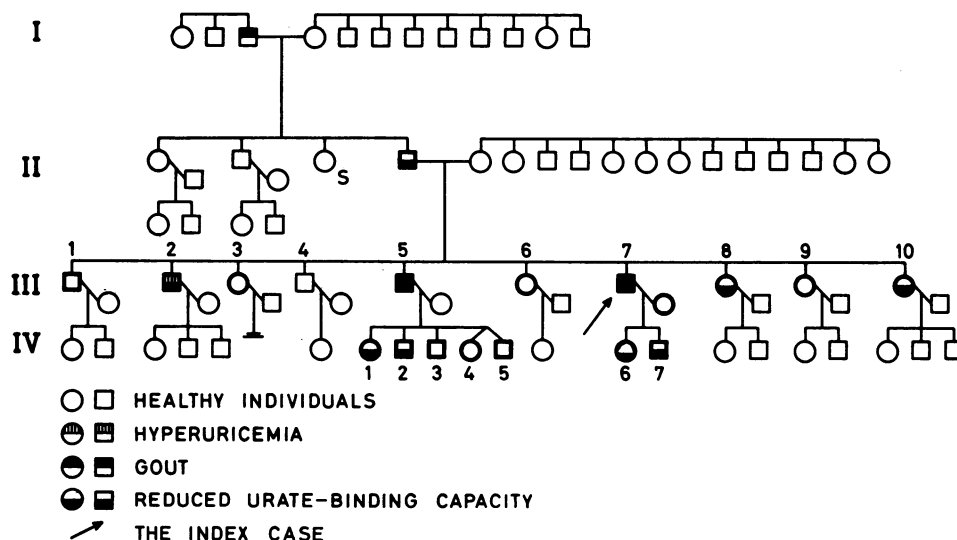 I
II
S
1 2 3 4 5 6 7 8 9 10
III
IV
1 2 3 4 5 6 7
HEALTHY INDIVIDUALS
HYPERURICEMIA
GOUT
REDUCED URATE-BINDING CAPACITY
THE INDEX CASE